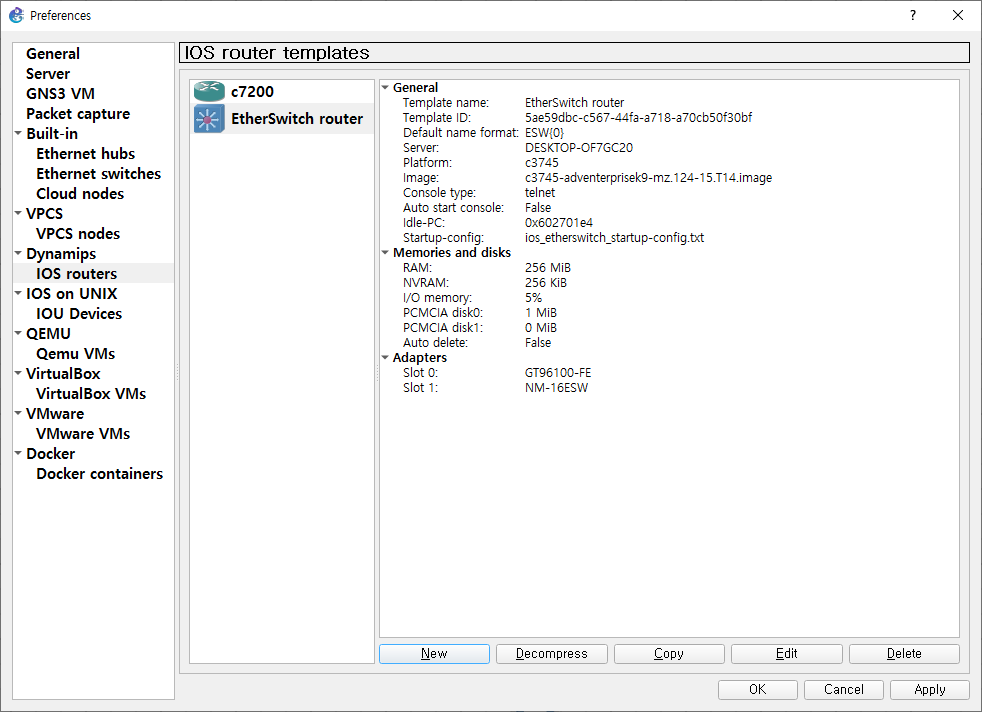 Preferences
?
General
Server
GNS3 VM
Packet capture
Built-in
Ethernet hubs
Ethernet switches
Cloud nodes
VPCS
VPCS nodes
Dynamips
IOS routers
IOS on UNIX
IOU Devices
QEMU
Qemu VMs
VirtualBox
VirtualBox VMs
VMware
VMware VMs
Docker
Docker containers
IOS router templates
c7200
EtherSwitch router
General
Template name: EtherSwitch router
Template ID: 5ae59dbc-c567-44fa-a718-a70cb50f30bf
Default name format: ESW{0}
Server: DESKTOP-OF7GC20
Platform: c3745
Image: c3745-adventerprisek9-mz.124-15.T14.image
Console type: telnet
Auto start console: False
Idle-PC: 0x602701e4
Startup-config: ios_etherswitch_startup-config.txt
Memories and disks
RAM: 256 MiB
NVRAM: 256 KiB
I/O memory: 5%
PCMCIA disk0: 1 MiB
PCMCIA disk1: 0 MiB
Auto delete: False
Adapters
Slot 0: GT96100-FE
Slot 1: NM-16ESW
New Decompress Copy Edit Delete
OK Cancel Apply